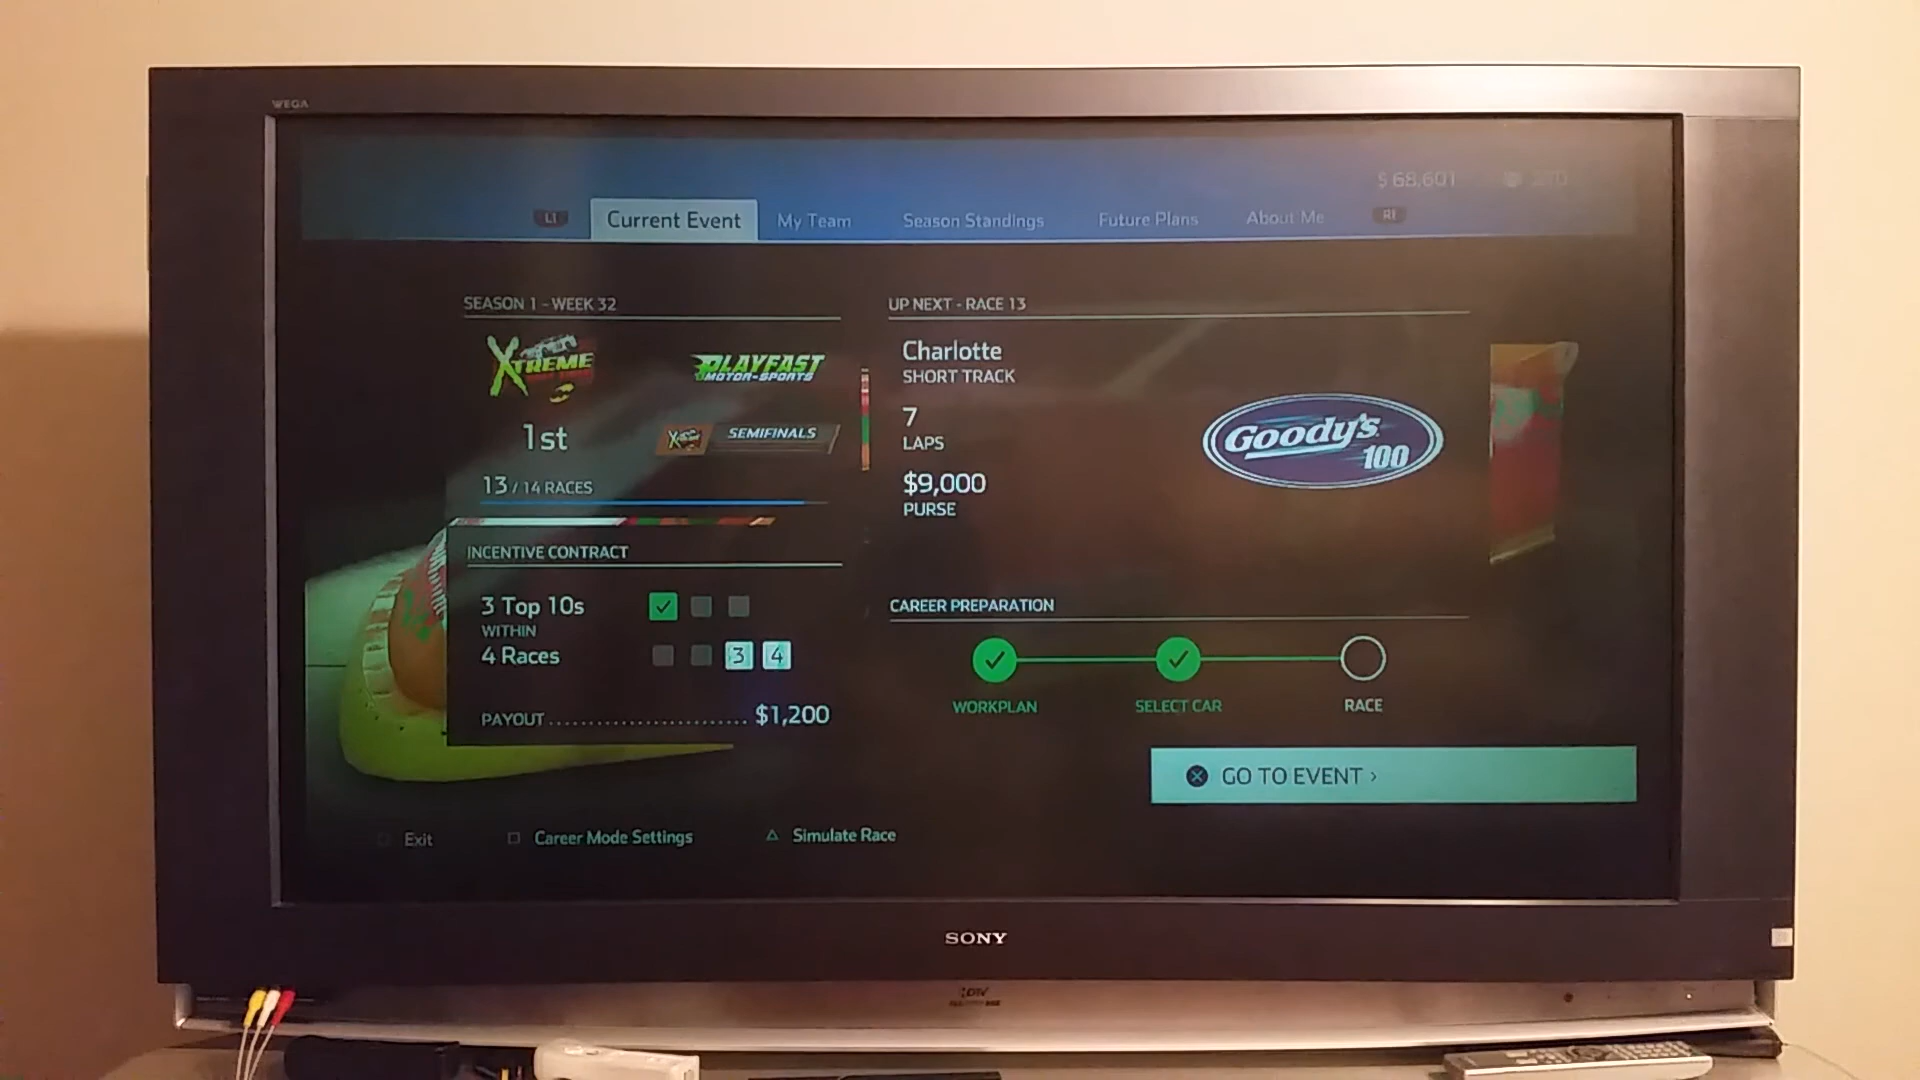 WEGA
$ 68,601
L1 Current Event My Team Season Standings Future Plans About Me R1
SEASON 1 - WEEK 32
XTREME
PLAYFAST
MOTOR-SPORTS
1st
SEMIFINALS
13 / 14 RACES
INCENTIVE CONTRACT
3 Top 10s
WITHIN
4 Races 3 4
PAYOUT ........................ $1,200
UP NEXT - RACE 13
Charlotte
SHORT TRACK
7
LAPS
$9,000
PURSE
Goody's
100
CAREER PREPARATION
WORKPLAN SELECT CAR RACE
GO TO EVENT >
Exit Career Mode Settings Simulate Race
SONY